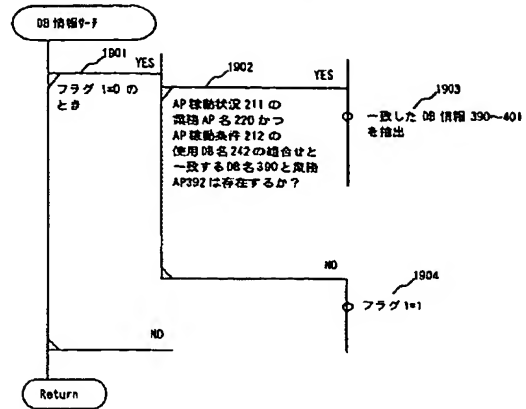 DB 情報サーチ
1901
YES
フラグ 1=0 の
とき
1902
YES
AP 稼動状況 211 の
業務 AP 名 220 かつ
AP 稼動条件 212 の
使用 DB 名 242 の組合せと
一致する DB 名 390 と業務
AP392 は存在するか?
1903
一致した DB 情報 390~401
を抽出
NO
1904
フラグ 1=1
NO
Return